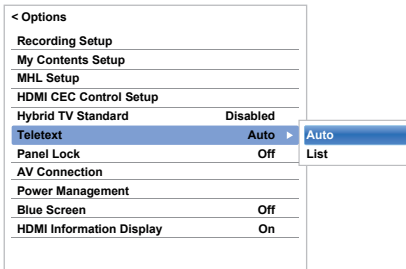 < Options
Recording Setup
My Contents Setup
MHL Setup
HDMI CEC Control Setup
Hybrid TV Standard Disabled
Teletext Auto ▶ Auto
Panel Lock Off List
AV Connection
Power Management
Blue Screen Off
HDMI Information Display On